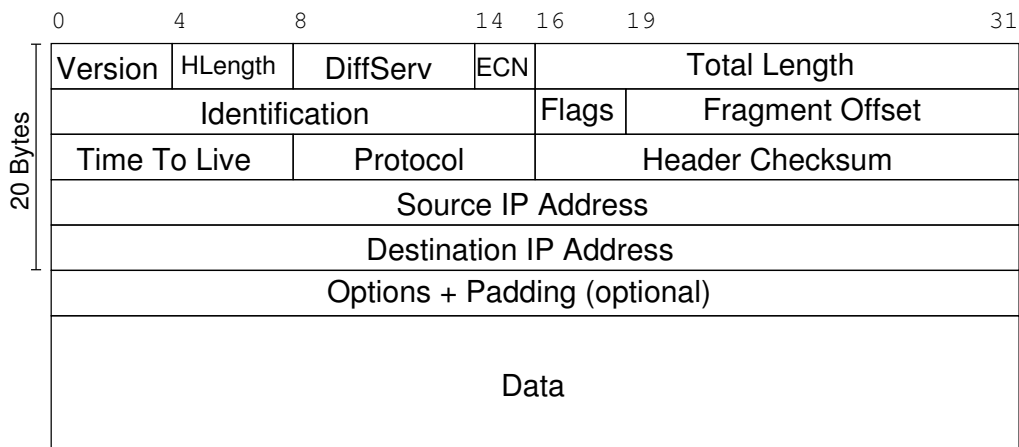 0 4 8 14 16 19 31
Version HLength DiffServ ECN Total Length
Identification Flags Fragment Offset
Time To Live Protocol Header Checksum
Source IP Address
Destination IP Address
20 Bytes
Options + Padding (optional)
Data